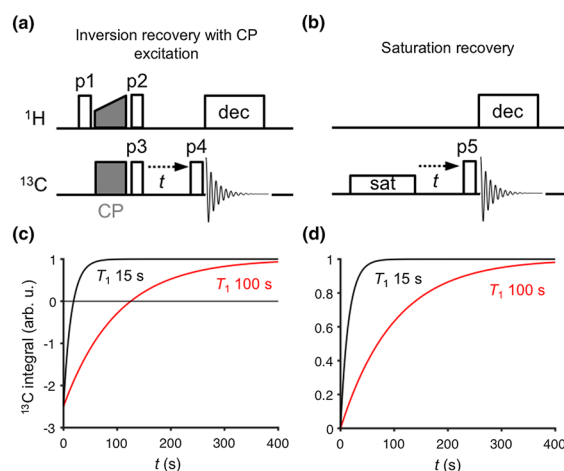 (a)
Inversion recovery with CP
excitation
p1
p2
¹H
dec
p3
p4
t
¹³C
CP
(b)
Saturation recovery
dec
p5
sat
t
(c)
1
0
-1
-2
-3
¹³C integral (arb. u.)
T₁ 15 s
T₁ 100 s
0
100
200
300
400
t (s)
(d)
1
0.8
0.6
0.4
0.2
0
T₁ 15 s
T₁ 100 s
0
100
200
300
400
t (s)